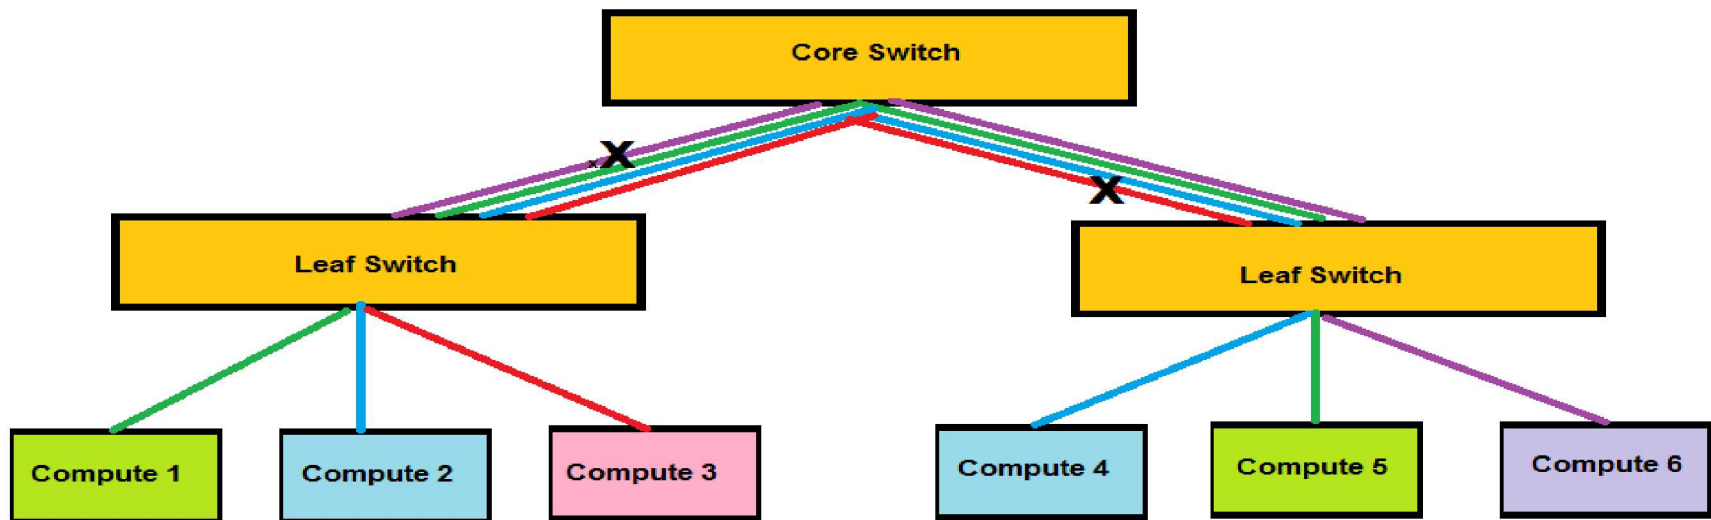 Core Switch
x X
X
Leaf Switch
Leaf Switch
Compute 1
Compute 2
Compute 3
Compute 4
Compute 5
Compute 6